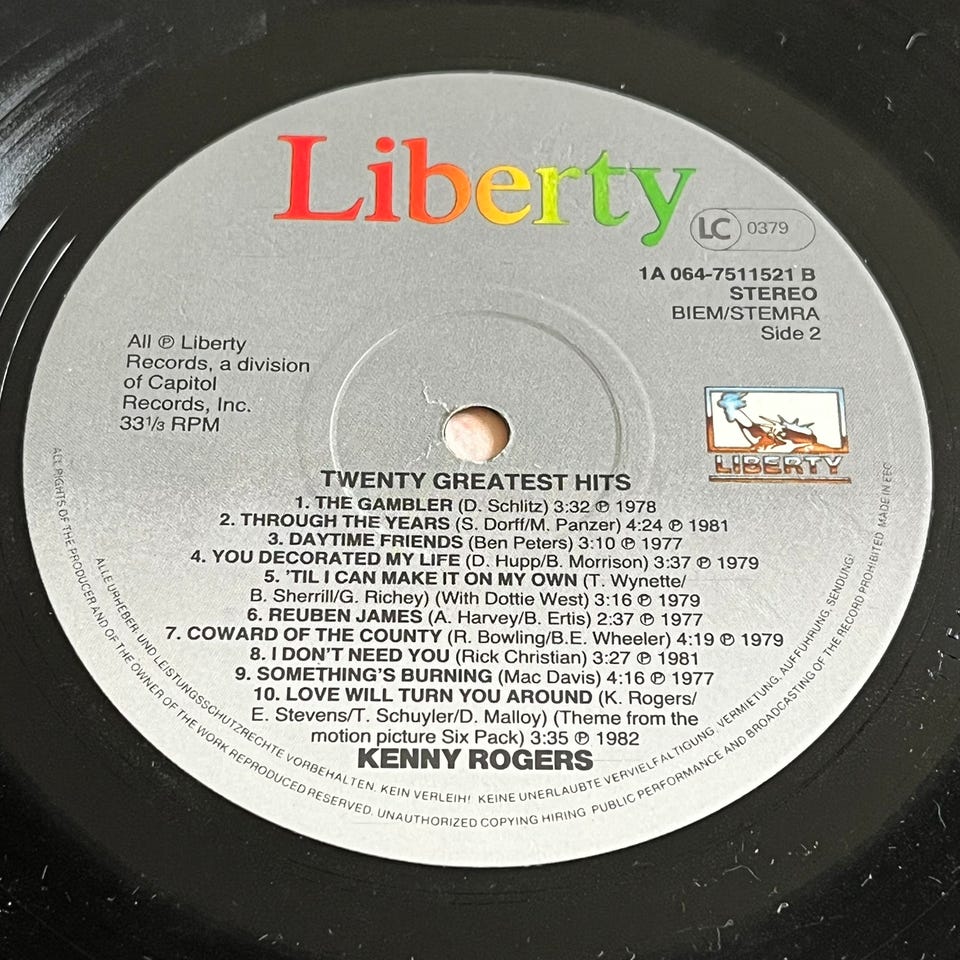 Liberty
LC 0379
1A 064-7511521 B
STEREO
BIEM/STEMRA
Side 2
All ℗ Liberty
Records, a division
of Capitol
Records, Inc.
33⅓ RPM
LIBERTY
TWENTY GREATEST HITS
1. THE GAMBLER (D. Schlitz) 3:32 ℗ 1978
2. THROUGH THE YEARS (S. Dorff/M. Panzer) 4:24 ℗ 1981
3. DAYTIME FRIENDS (Ben Peters) 3:10 ℗ 1977
4. YOU DECORATED MY LIFE (D. Hupp/B. Morrison) 3:37 ℗ 1979
5. 'TIL I CAN MAKE IT ON MY OWN (T. Wynette/
B. Sherrill/G. Richey) (With Dottie West) 3:16 ℗ 1979
6. REUBEN JAMES (A. Harvey/B. Ertis) 2:37 ℗ 1977
7. COWARD OF THE COUNTY (R. Bowling/B.E. Wheeler) 4:19 ℗ 1979
8. I DON'T NEED YOU (Rick Christian) 3:27 ℗ 1981
9. SOMETHING'S BURNING (Mac Davis) 4:16 ℗ 1977
10. LOVE WILL TURN YOU AROUND (K. Rogers/
E. Stevens/T. Schuyler/D. Malloy) (Theme from the
motion picture Six Pack) 3:35 ℗ 1982
KENNY ROGERS
ALLE URHEBER- UND LEISTUNGSSCHUTZRECHTE VORBEHALTEN. KEIN VERLEIH! KEINE UNERLAUBTE VERVIELFALTIGUNG, VERMIETUNG, AUFFUHRUNG, SENDUNG!
ALL RIGHTS OF THE PRODUCER AND OF THE OWNER OF THE WORK REPRODUCED RESERVED. UNAUTHORIZED COPYING HIRING PUBLIC PERFORMANCE AND BROADCASTING OF THE RECORD PROHIBITED MADE IN EEC